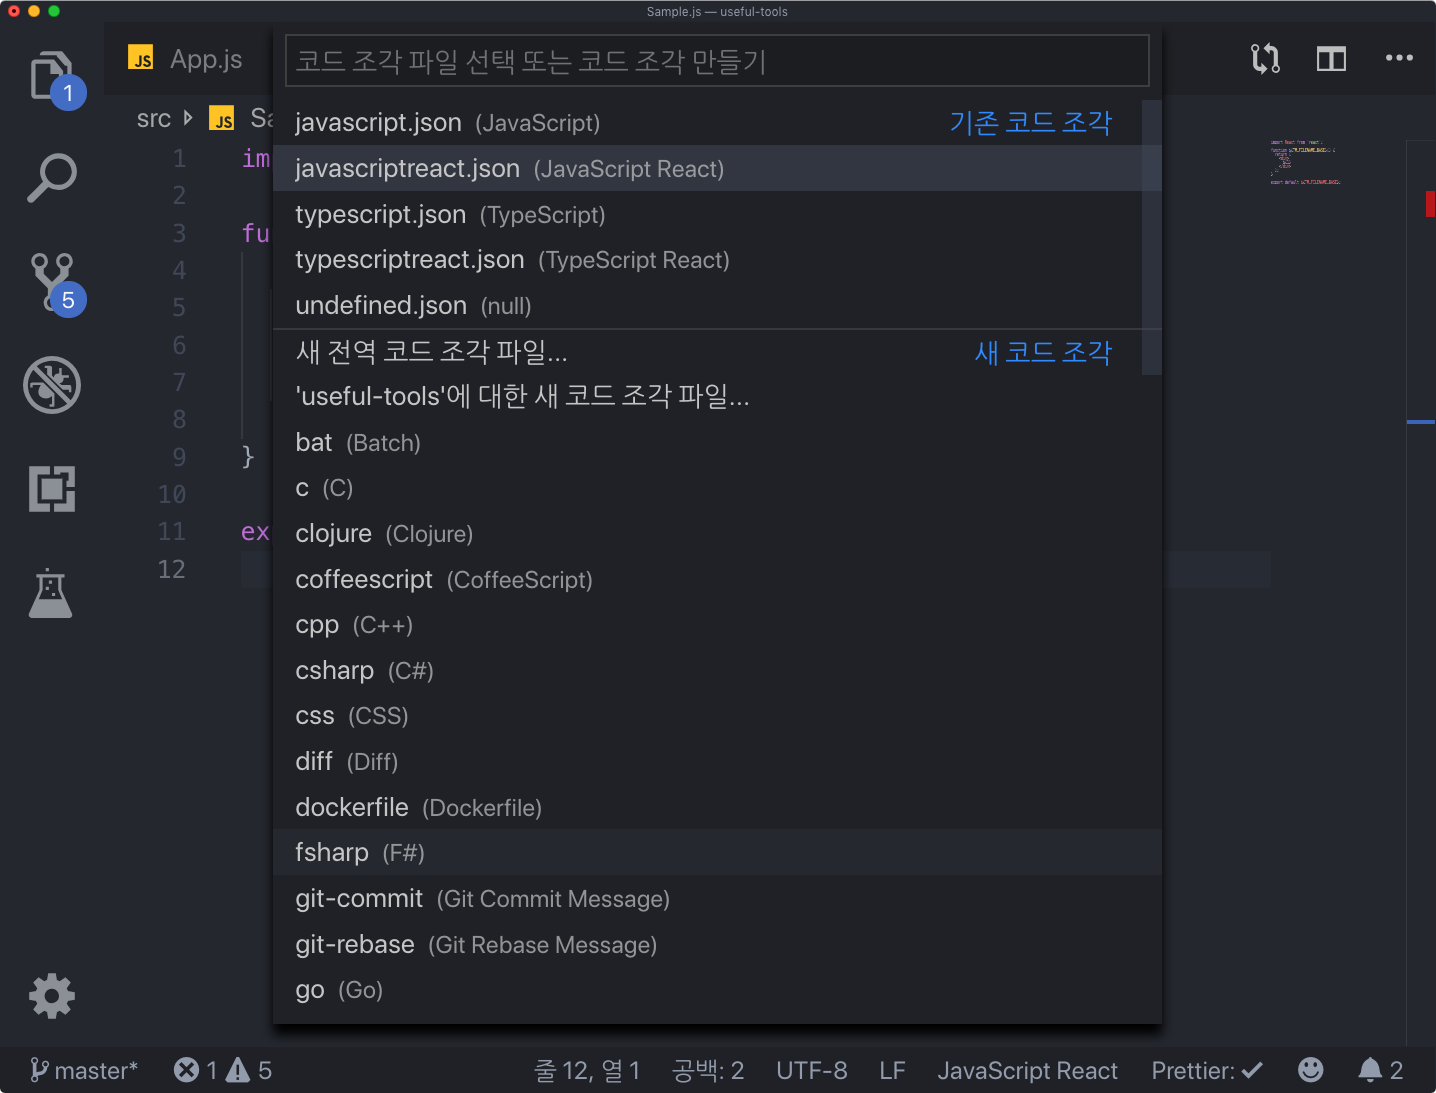 Sample.js — useful-tools
JS App.js
코드 조각 파일 선택 또는 코드 조각 만들기
src JS Sa
javascript.json (JavaScript) 기존 코드 조각
javascriptreact.json (JavaScript React)
typescript.json (TypeScript)
typescriptreact.json (TypeScript React)
undefined.json (null)
새 전역 코드 조각 파일... 새 코드 조각
'useful-tools'에 대한 새 코드 조각 파일...
bat (Batch)
c (C)
clojure (Clojure)
coffeescript (CoffeeScript)
cpp (C++)
csharp (C#)
css (CSS)
diff (Diff)
dockerfile (Dockerfile)
fsharp (F#)
git-commit (Git Commit Message)
git-rebase (Git Rebase Message)
go (Go)
1 im
2
3 fu
4
5
6
7
8
9 }
10
11 ex
12
1
5
master* 1 5 줄 12, 열 1 공백: 2 UTF-8 LF JavaScript React Prettier: ✓ 2